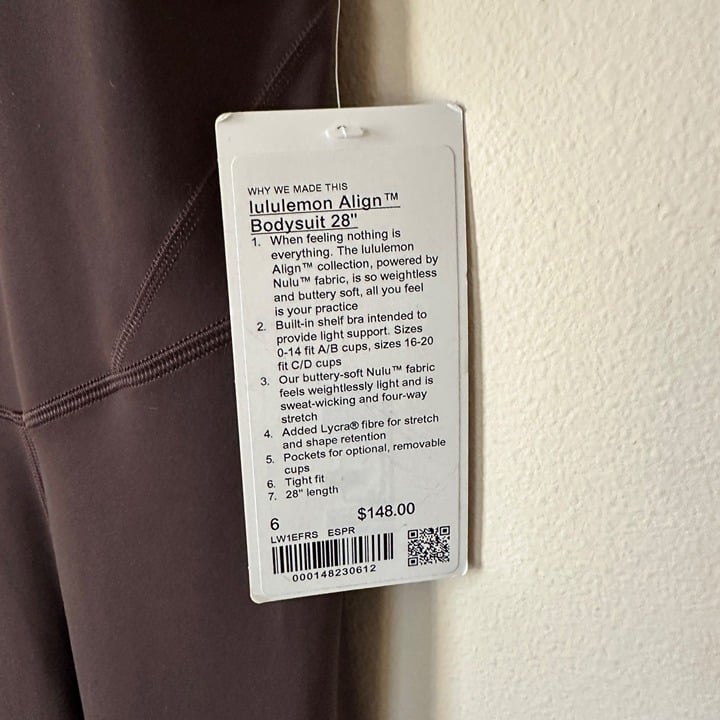 WHY WE MADE THIS
lululemon Align™
Bodysuit 28"
1. When feeling nothing is
everything. The lululemon
Align™ collection, powered by
Nulu™ fabric, is so weightless
and buttery soft, all you feel
is your practice
2. Built-in shelf bra intended to
provide light support. Sizes
0-14 fit A/B cups, sizes 16-20
fit C/D cups
3. Our buttery-soft Nulu™ fabric
feels weightlessly light and is
sweat-wicking and four-way
stretch
4. Added Lycra® fibre for stretch
and shape retention
5. Pockets for optional, removable
cups
6. Tight fit
7. 28" length
6 $148.00
LW1EFRS ESPR
000148230612